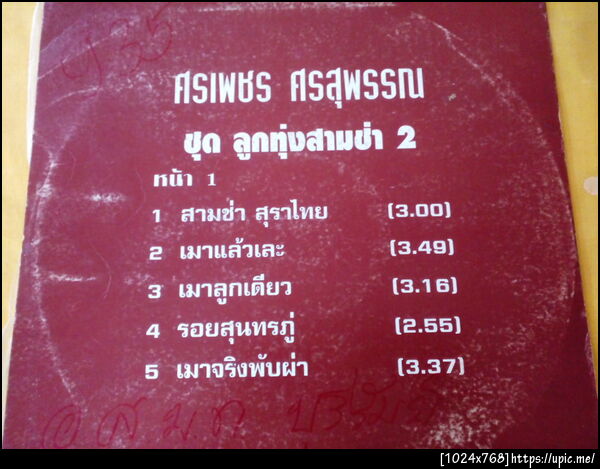 ศรเพชร ศรสุพรรณ
ชุด ลูกทุ่งสามช่า 2
หน้า 1
1 สามช่า สุราไทย (3.00)
2 เมาแล้วเละ (3.49)
3 เมาลูกเดียว (3.16)
4 รอยสุนทรภู่ (2.55)
5 เมาจริงพับผ่า (3.37)
[1024x768]https://upic.me/